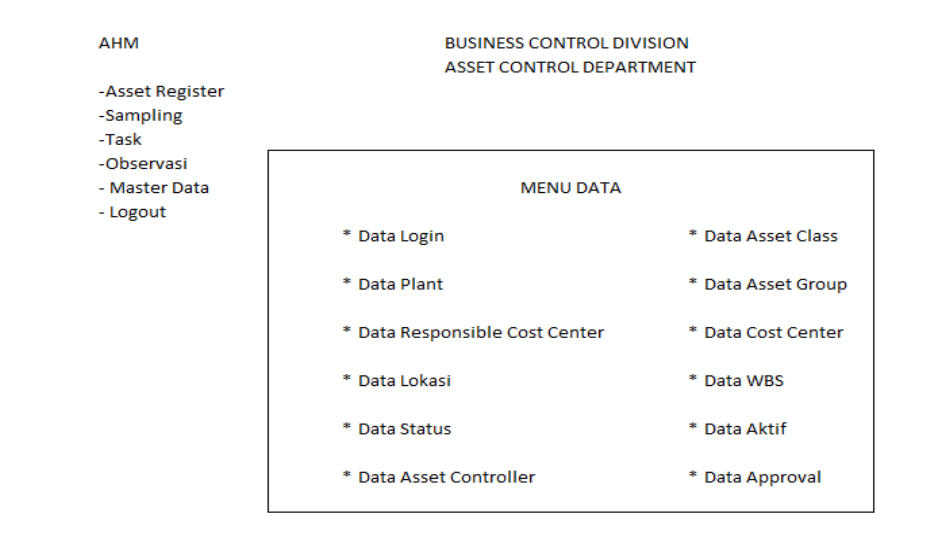 AHM
BUSINESS CONTROL DIVISION
ASSET CONTROL DEPARTMENT
-Asset Register
-Sampling
-Task
-Observasi
- Master Data
- Logout
MENU DATA
* Data Login
* Data Asset Class
* Data Plant
* Data Asset Group
* Data Responsible Cost Center
* Data Cost Center
* Data Lokasi
* Data WBS
* Data Status
* Data Aktif
* Data Asset Controller
* Data Approval